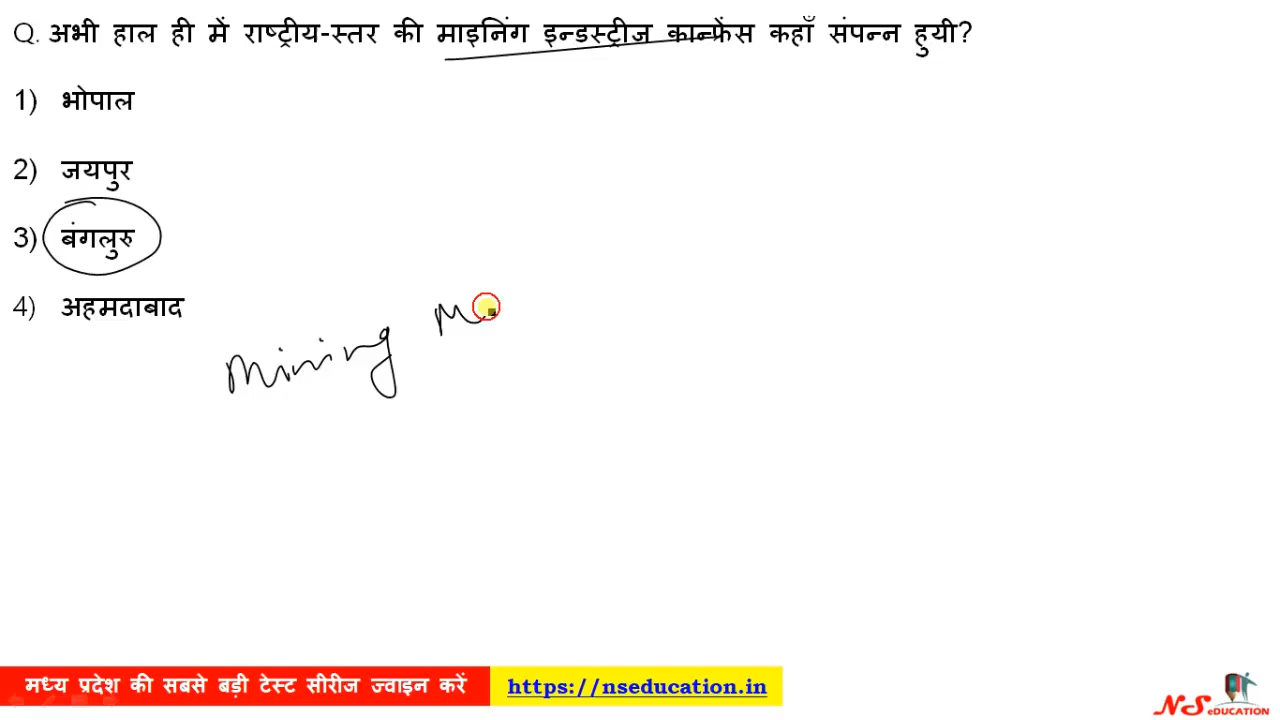 Q. अभी हाल ही में राष्ट्रीय-स्तर की माइनिंग इन्डस्ट्रीज कान्फ्रेंस कहाँ संपन्न हुयी?
1) भोपाल
2) जयपुर
3) बंगलुरु
4) अहमदाबाद
Mining M
मध्य प्रदेश की सबसे बड़ी टेस्ट सीरीज ज्वाइन करें https://nseducation.in
NS eDUCATION